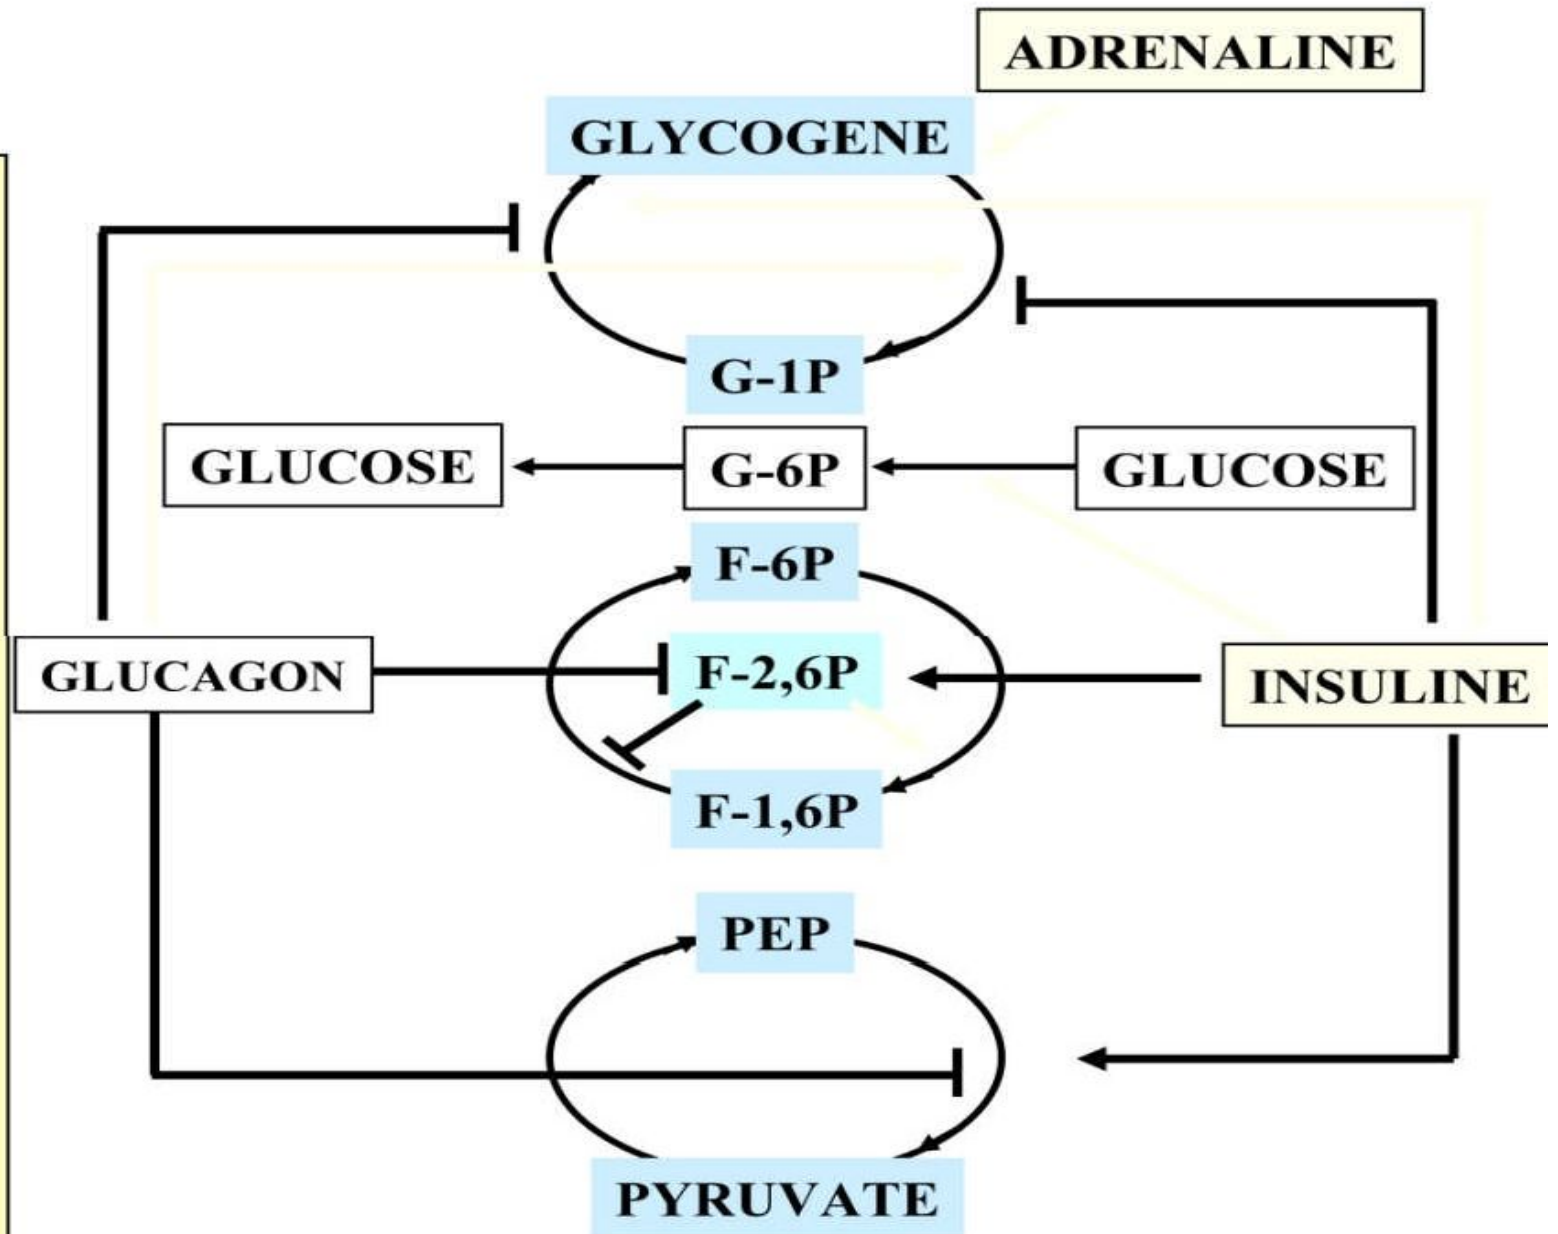 ADRENALINE
GLYCOGENE
G-1P
GLUCOSE
G-6P
GLUCOSE
F-6P
GLUCAGON
F-2,6P
INSULINE
F-1,6P
PEP
PYRUVATE